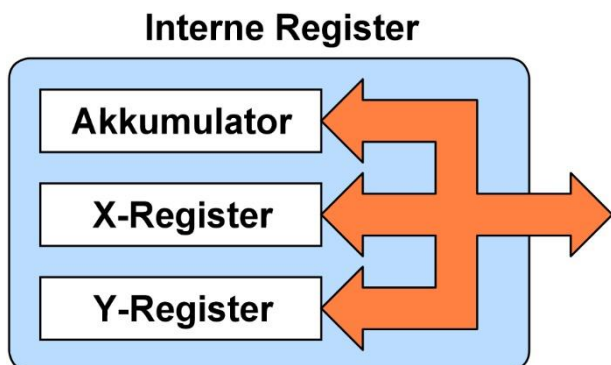 Interne Register
Akkumulator
X-Register
Y-Register